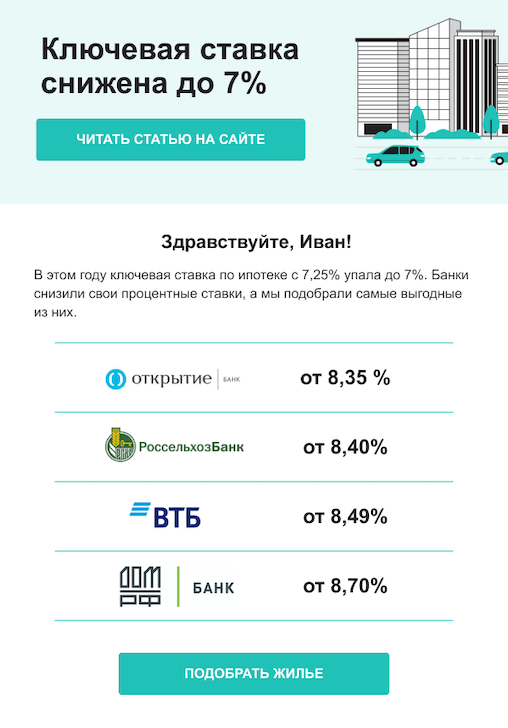 Ключевая ставка
снижена до 7%
ЧИТАТЬ СТАТЬЮ НА САЙТЕ
Здравствуйте, Иван!
В этом году ключевая ставка по ипотеке с 7,25% упала до 7%. Банки
снизили свои процентные ставки, а мы подобрали самые выгодные
из них.
открытие БАНК от 8,35 %
РоссельхозБанк от 8,40%
ВТБ от 8,49%
ДОМ РФ БАНК от 8,70%
ПОДОБРАТЬ ЖИЛЬЕ